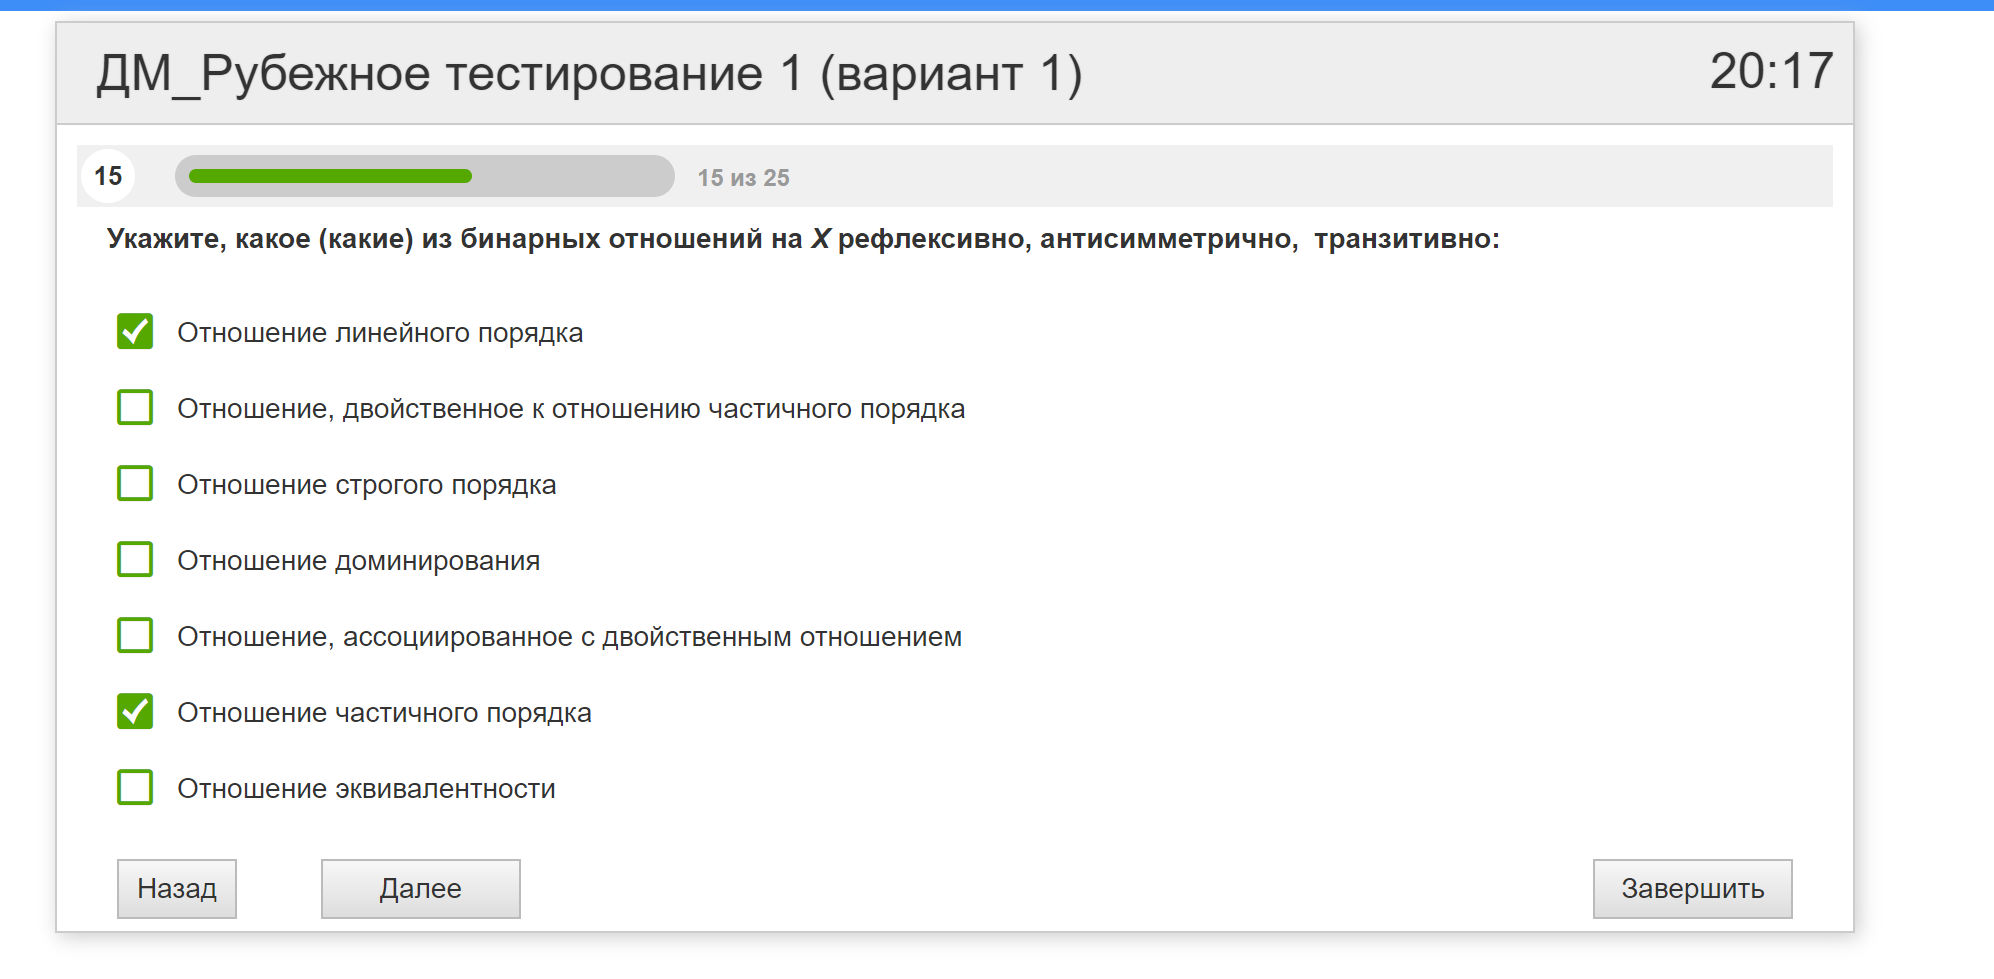 ДМ_Рубежное тестирование 1 (вариант 1)
20:17
15
15 из 25
Укажите, какое (какие) из бинарных отношений на X рефлексивно, антисимметрично,  транзитивно:
Отношение линейного порядка
Отношение, двойственное к отношению частичного порядка
Отношение строгого порядка
Отношение доминирования
Отношение, ассоциированное с двойственным отношением
Отношение частичного порядка
Отношение эквивалентности
Назад
Далее
Завершить